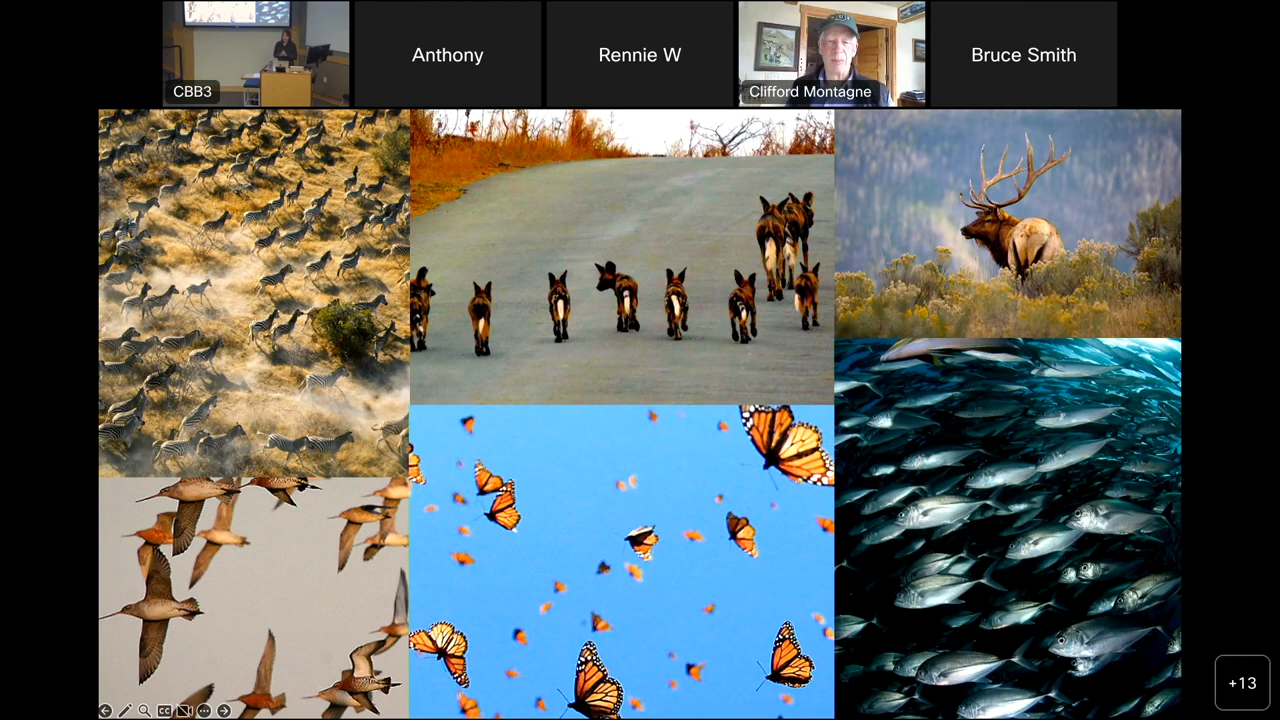 CBB3
Anthony
Rennie W
Clifford Montagne
Bruce Smith
+13